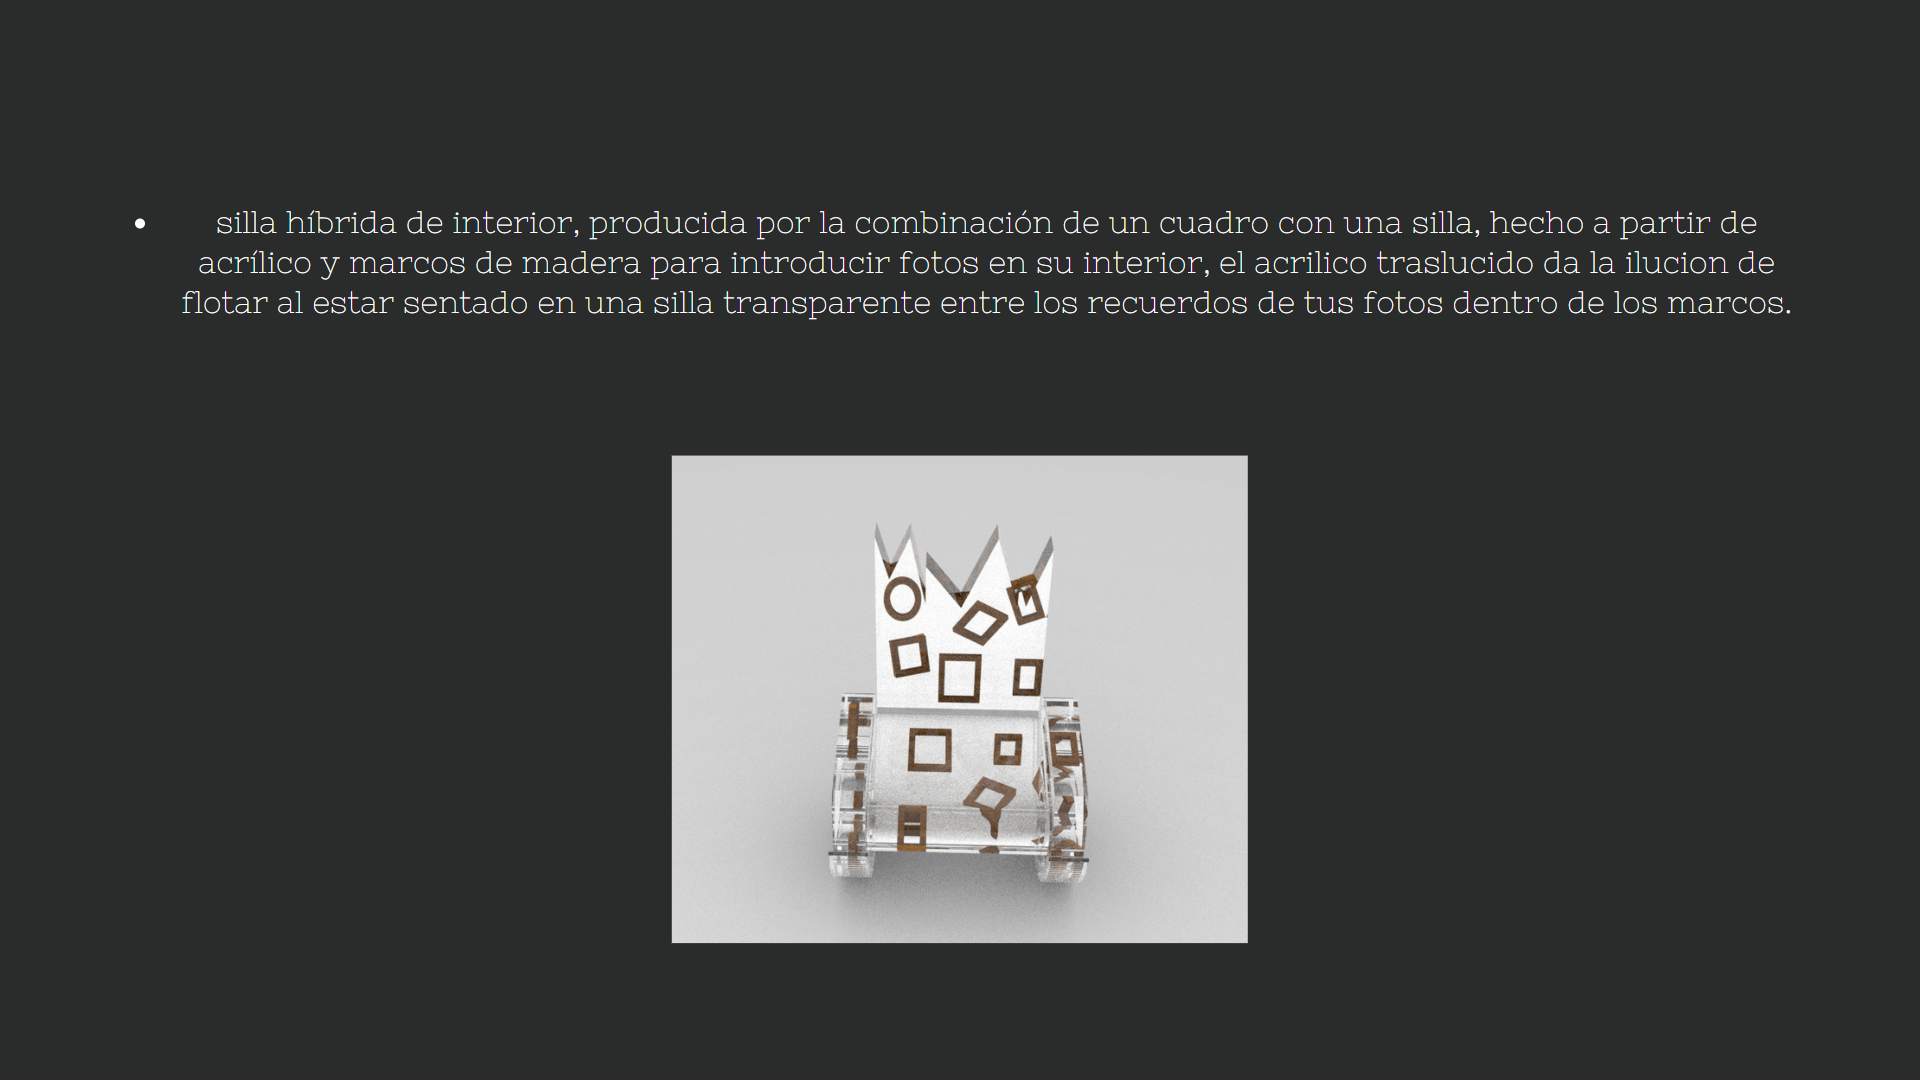 • silla híbrida de interior, producida por la combinación de un cuadro con una silla, hecho a partir de
acrílico y marcos de madera para introducir fotos en su interior, el acrilico traslucido da la ilucion de
flotar al estar sentado en una silla transparente entre los recuerdos de tus fotos dentro de los marcos.